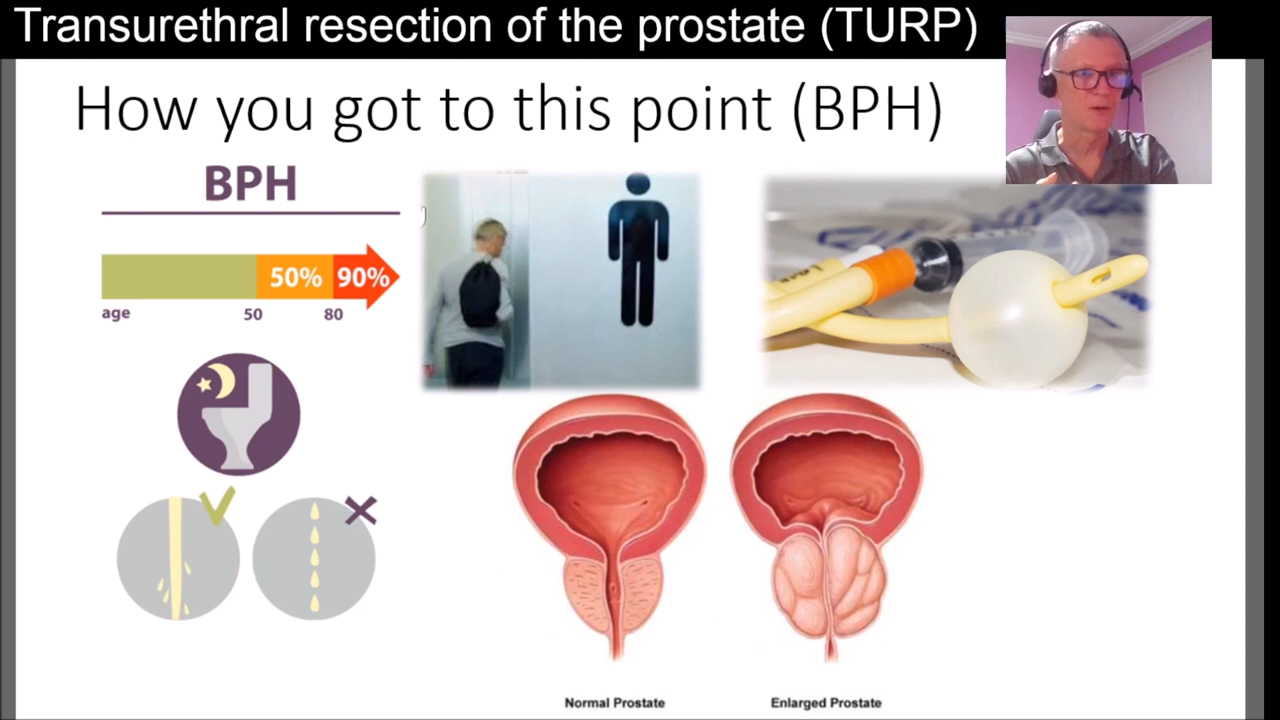 Transurethral resection of the prostate (TURP)
How you got to this point (BPH)
BPH
50% 90%
age 50 80
Normal Prostate Enlarged Prostate